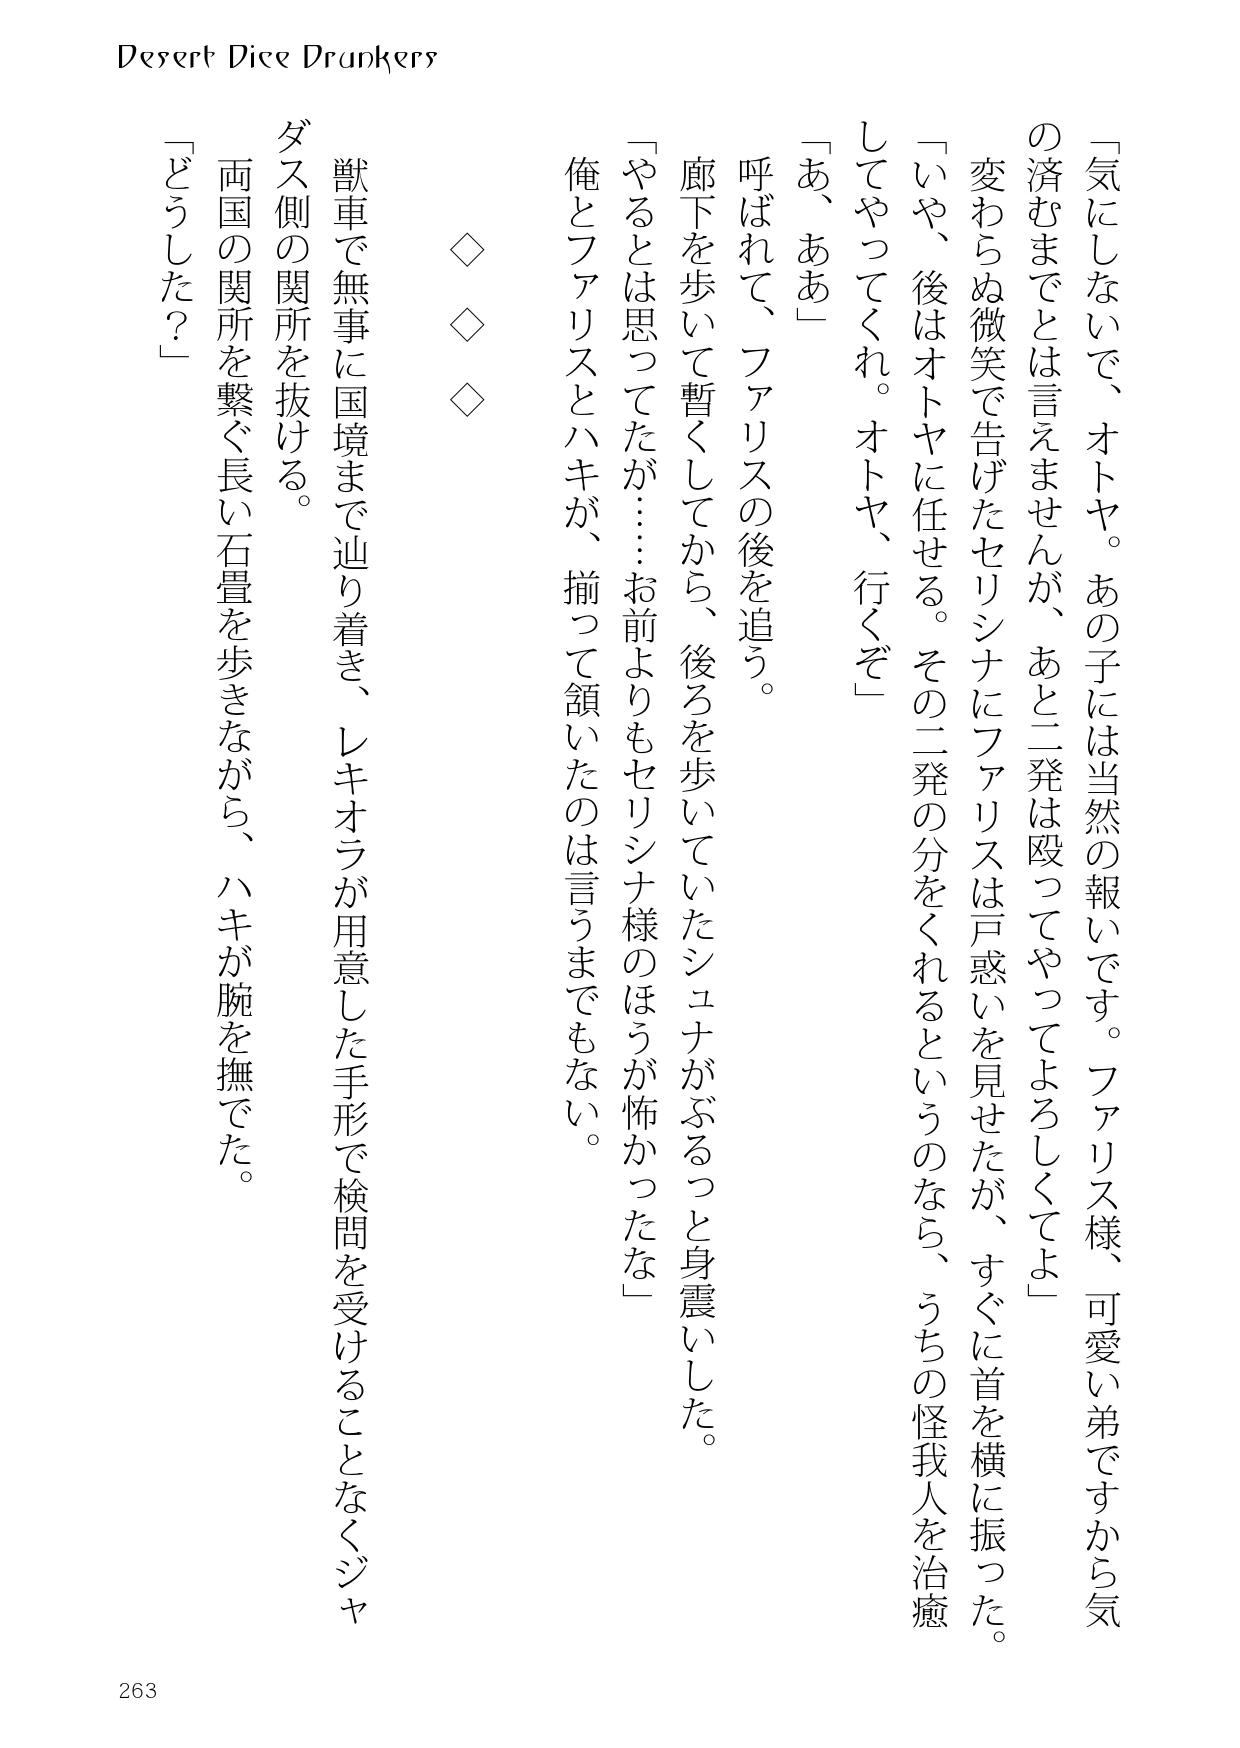 Desert Dice Drunkers
「気にしないで、オトヤ。あの子には当然の報いです。ファリス様、可愛い弟ですから気
の済むまでとは言えませんが、あと二発は殴ってやってよろしくてよ」
変わらぬ微笑で告げたセリシナにファリスは戸惑いを見せたが、すぐに首を横に振った。
「いや、後はオトヤに任せる。その二発の分をくれるというのなら、うちの怪我人を治癒
してやってくれ。オトヤ、行くぞ」
「あ、ああ」
呼ばれて、ファリスの後を追う。
廊下を歩いて暫くしてから、後ろを歩いていたシュナがぶるっと身震いした。
「やるとは思ってたが……お前よりもセリシナ様のほうが怖かったな」
俺とファリスとハキが、揃って頷いたのは言うまでもない。
◇　◇　◇
獣車で無事に国境まで辿り着き、レキオラが用意した手形で検問を受けることなくジャ
ダス側の関所を抜ける。
両国の関所を繋ぐ長い石畳を歩きながら、ハキが腕を撫でた。
「どうした？」
263